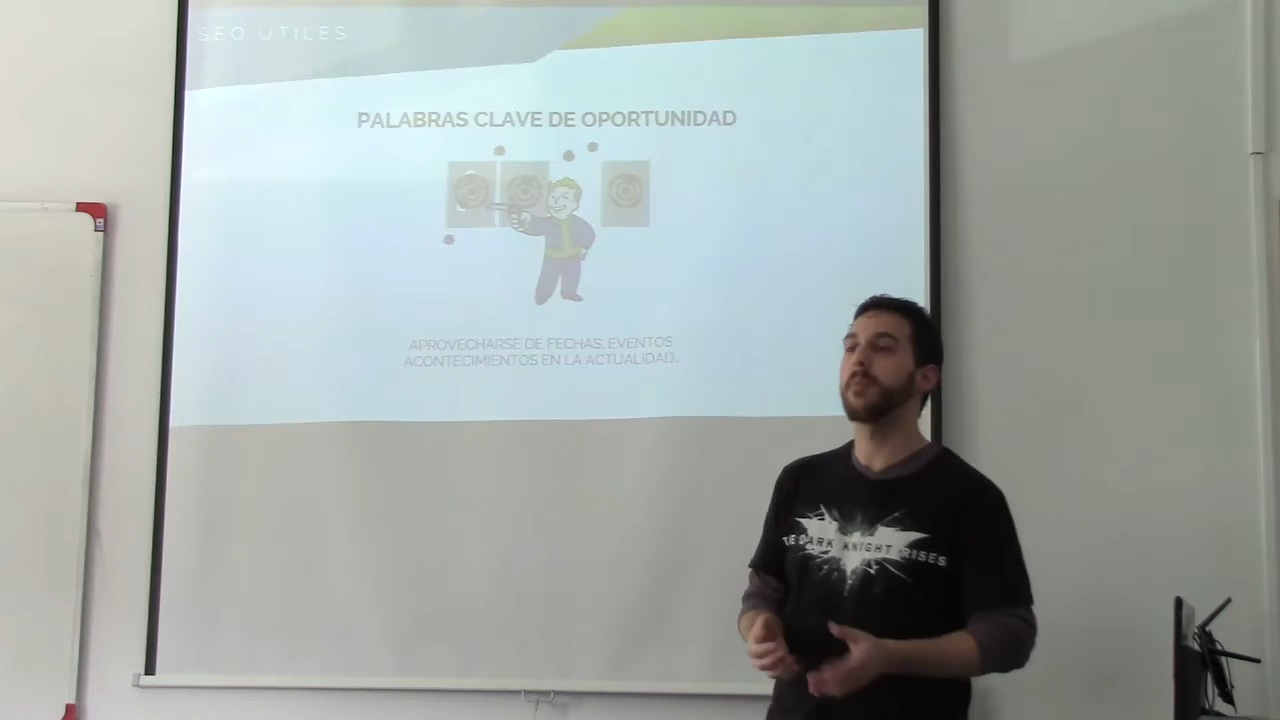 SEO UTILES
PALABRAS CLAVE DE OPORTUNIDAD
APROVECHARSE DE FECHAS, EVENTOS
ACONTECIMIENTOS EN LA ACTUALIDAD..
THE DARK KNIGHT RISES